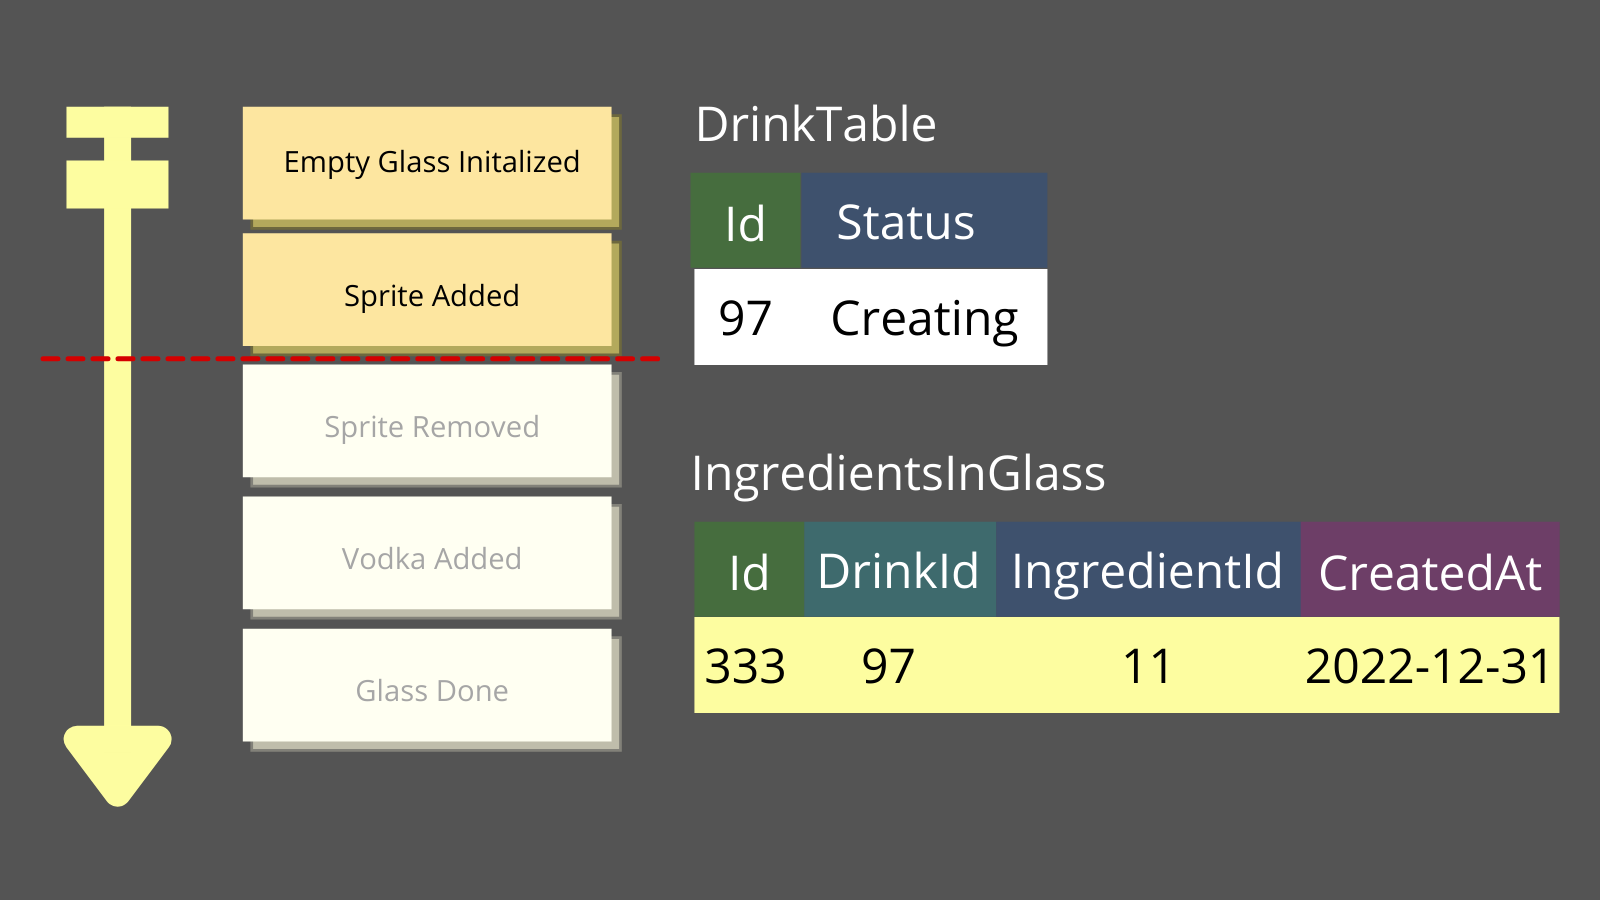 Empty Glass Initalized
Sprite Added
Sprite Removed
Vodka Added
Glass Done
DrinkTable
Id Status
97 Creating
IngredientsInGlass
Id DrinkId IngredientId CreatedAt
333 97 11 2022-12-31